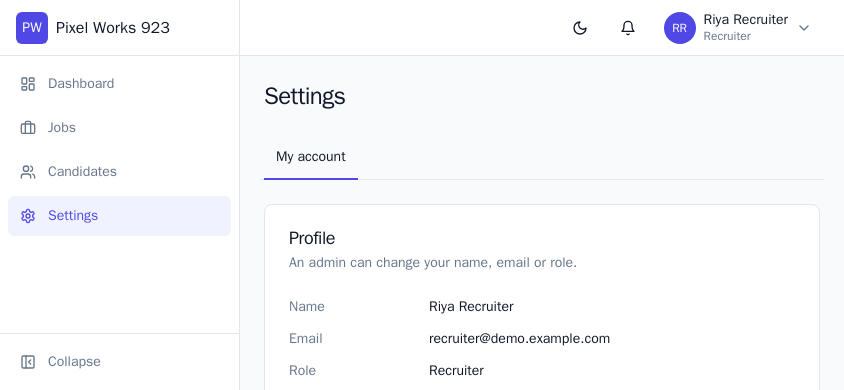 PW Pixel Works 923
RR Riya Recruiter
Recruiter
Dashboard
Jobs
Candidates
Settings
Collapse
Settings
My account
Profile
An admin can change your name, email or role.
Name Riya Recruiter
Email recruiter@demo.example.com
Role Recruiter